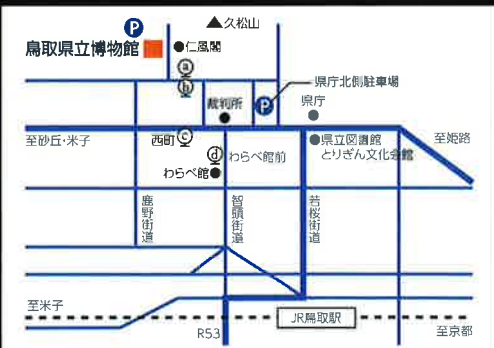 P
▲久松山
鳥取県立博物館
●仁風閣
ⓐ
ⓑ
県庁北側駐車場
裁判所
P
県庁
至砂丘・米子
西町
ⓒ
ⓓ
わらべ館前
わらべ館
県立図書館
とりぎん文化会館
至姫路
鹿野街道
智頭街道
若桜街道
至米子
R53
JR鳥取駅
至京都